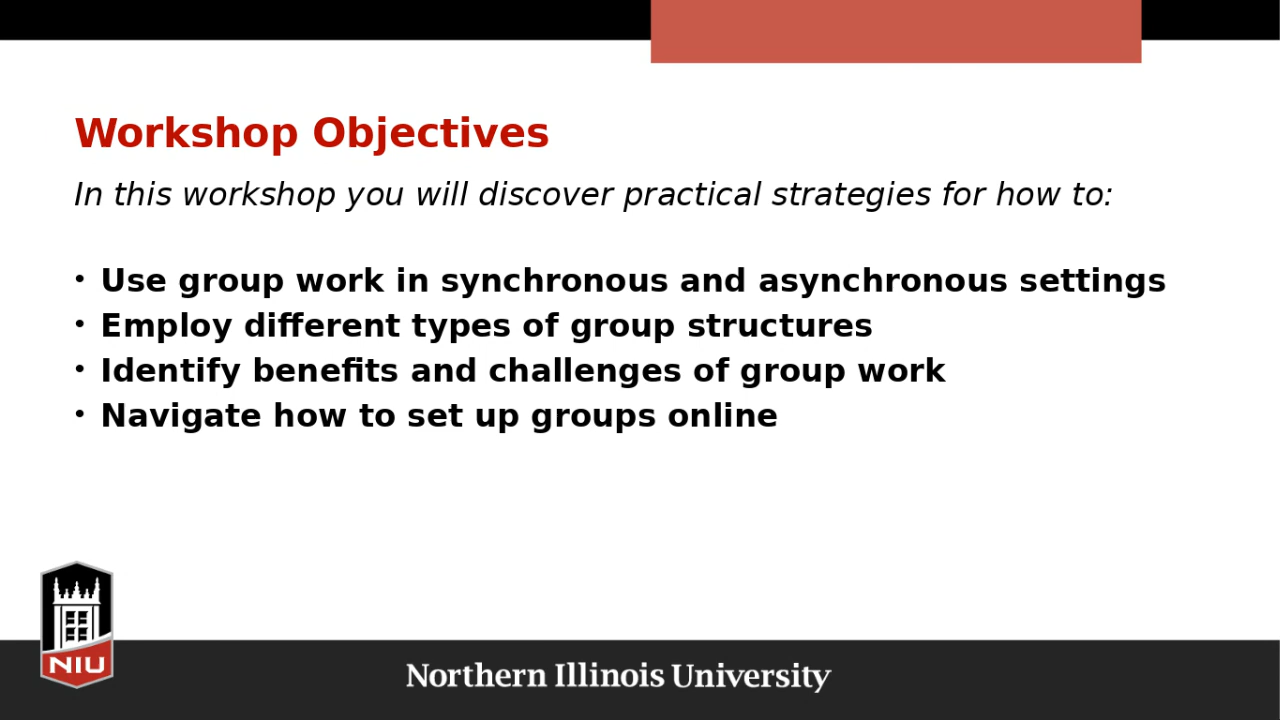 Workshop Objectives
In this workshop you will discover practical strategies for how to:
• Use group work in synchronous and asynchronous settings
• Employ different types of group structures
• Identify benefits and challenges of group work
• Navigate how to set up groups online
NIU
Northern Illinois University